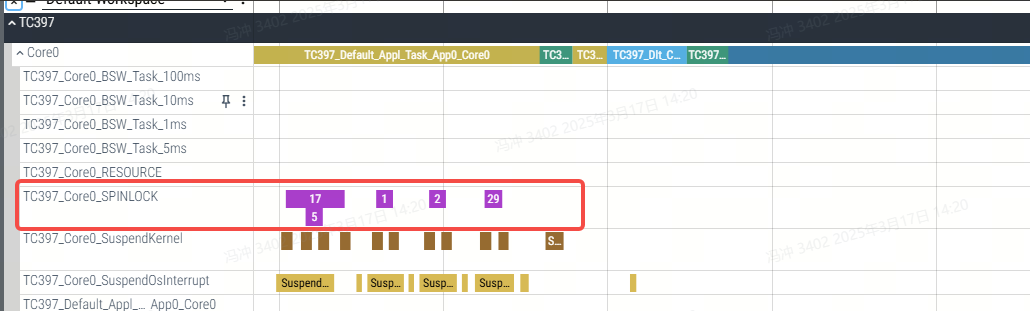 Default Workspace
TC397
Core0
TC397_Default_Appl_Task_App0_Core0 TC3... TC3... TC397_Dlt_C... TC397...
TC397_Core0_BSW_Task_100ms
TC397_Core0_BSW_Task_10ms
TC397_Core0_BSW_Task_1ms
TC397_Core0_BSW_Task_5ms
TC397_Core0_RESOURCE
TC397_Core0_SPINLOCK 17 1 2 29
5
TC397_Core0_SuspendKernel S...
TC397_Core0_SuspendOsInterrupt Suspend... Susp... Susp... Susp...
TC397_Default_Appl_... App0_Core0
冯冲 3402 2025年3月17日 14:20